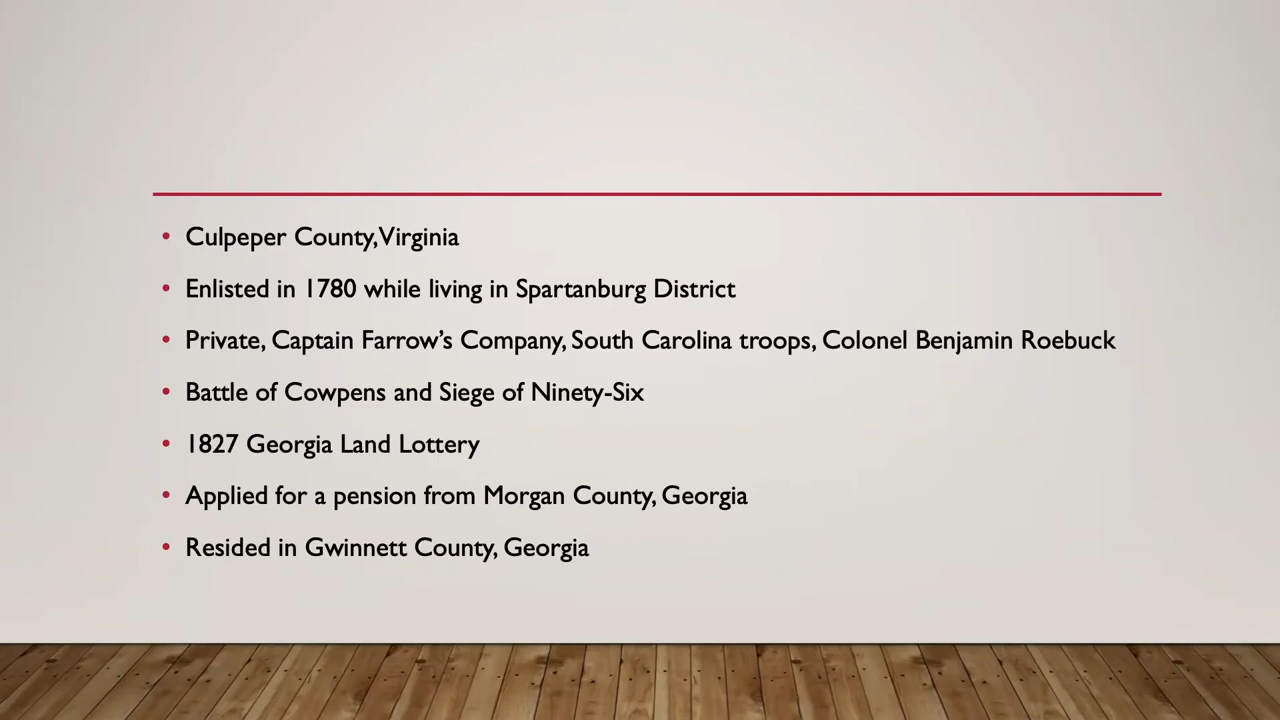 • Culpeper County, Virginia
• Enlisted in 1780 while living in Spartanburg District
• Private, Captain Farrow’s Company, South Carolina troops, Colonel Benjamin Roebuck
• Battle of Cowpens and Siege of Ninety-Six
• 1827 Georgia Land Lottery
• Applied for a pension from Morgan County, Georgia
• Resided in Gwinnett County, Georgia